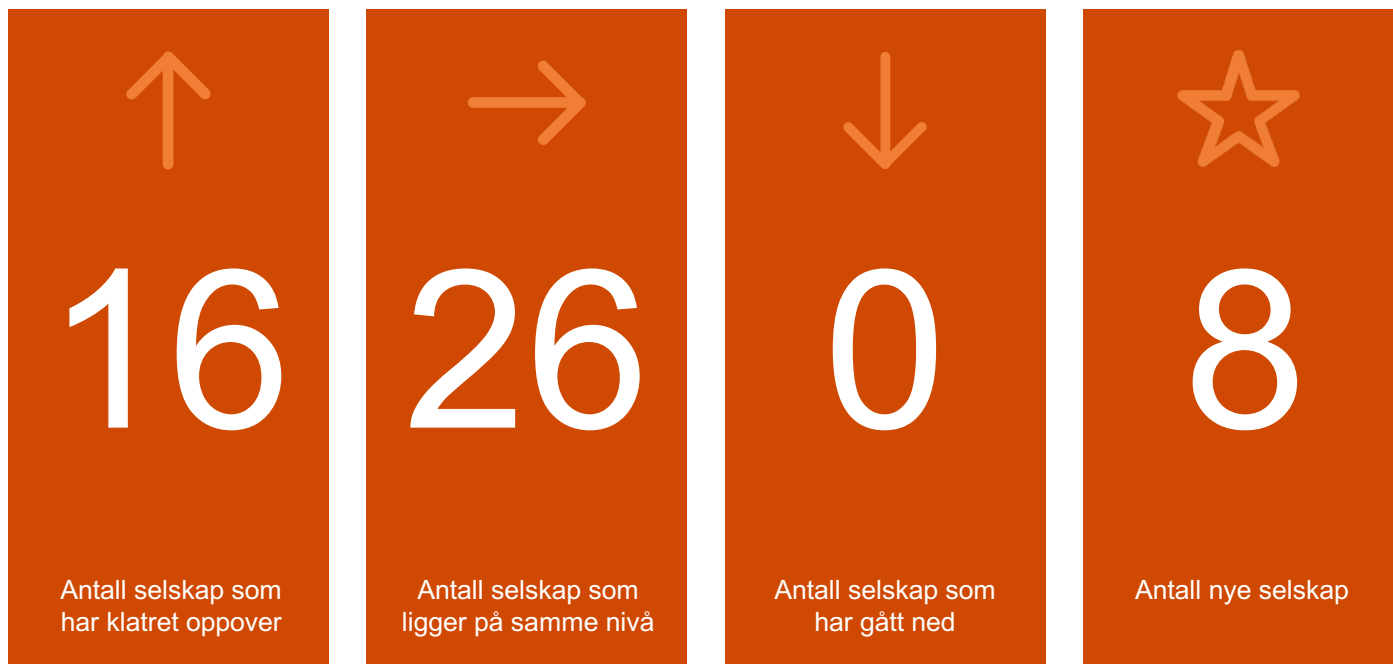 16
Antall selskap som
har klatret oppover
26
Antall selskap som
ligger på samme nivå
0
Antall selskap som
har gått ned
8
Antall nye selskap